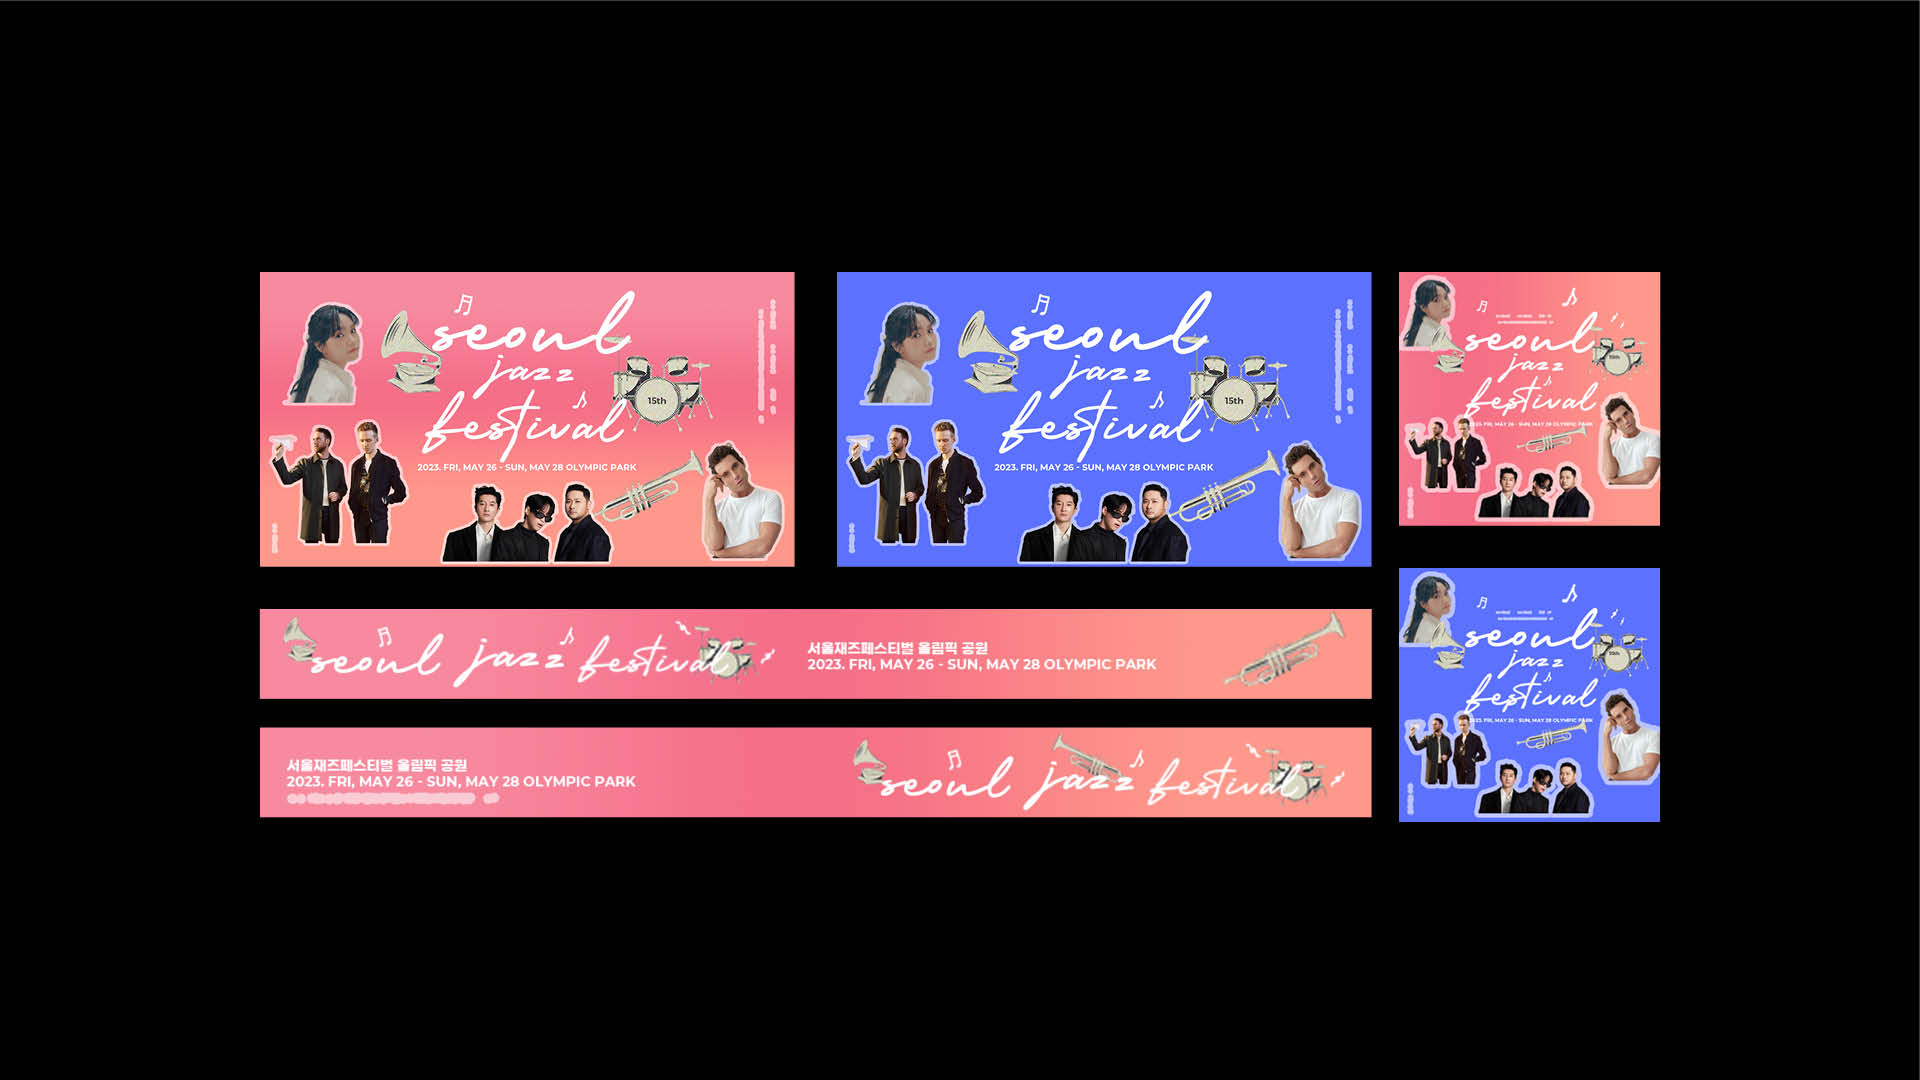 seoul
jazz
festival
15th
2023. FRI, MAY 26 - SUN, MAY 28 OLYMPIC PARK
seoul
jazz
festival
15th
2023. FRI, MAY 26 - SUN, MAY 28 OLYMPIC PARK
seoul
jazz
festival
15th
2023. FRI, MAY 26 - SUN, MAY 28 OLYMPIC PARK
seoul jazz festival
서울재즈페스티벌 올림픽 공원
2023. FRI, MAY 26 - SUN, MAY 28 OLYMPIC PARK
서울재즈페스티벌 올림픽 공원
2023. FRI, MAY 26 - SUN, MAY 28 OLYMPIC PARK
seoul jazz festival
seoul
jazz
festival
15th
2023. FRI, MAY 26 - SUN, MAY 28 OLYMPIC PARK